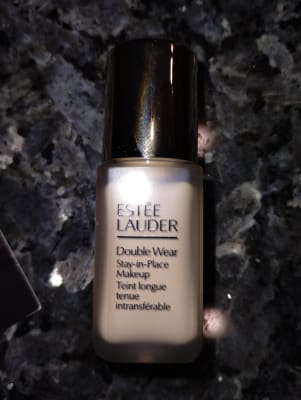 ESTĒE
LAUDER
Double Wear
Stay-in-Place
Makeup
Teint longue
tenue
intransférable